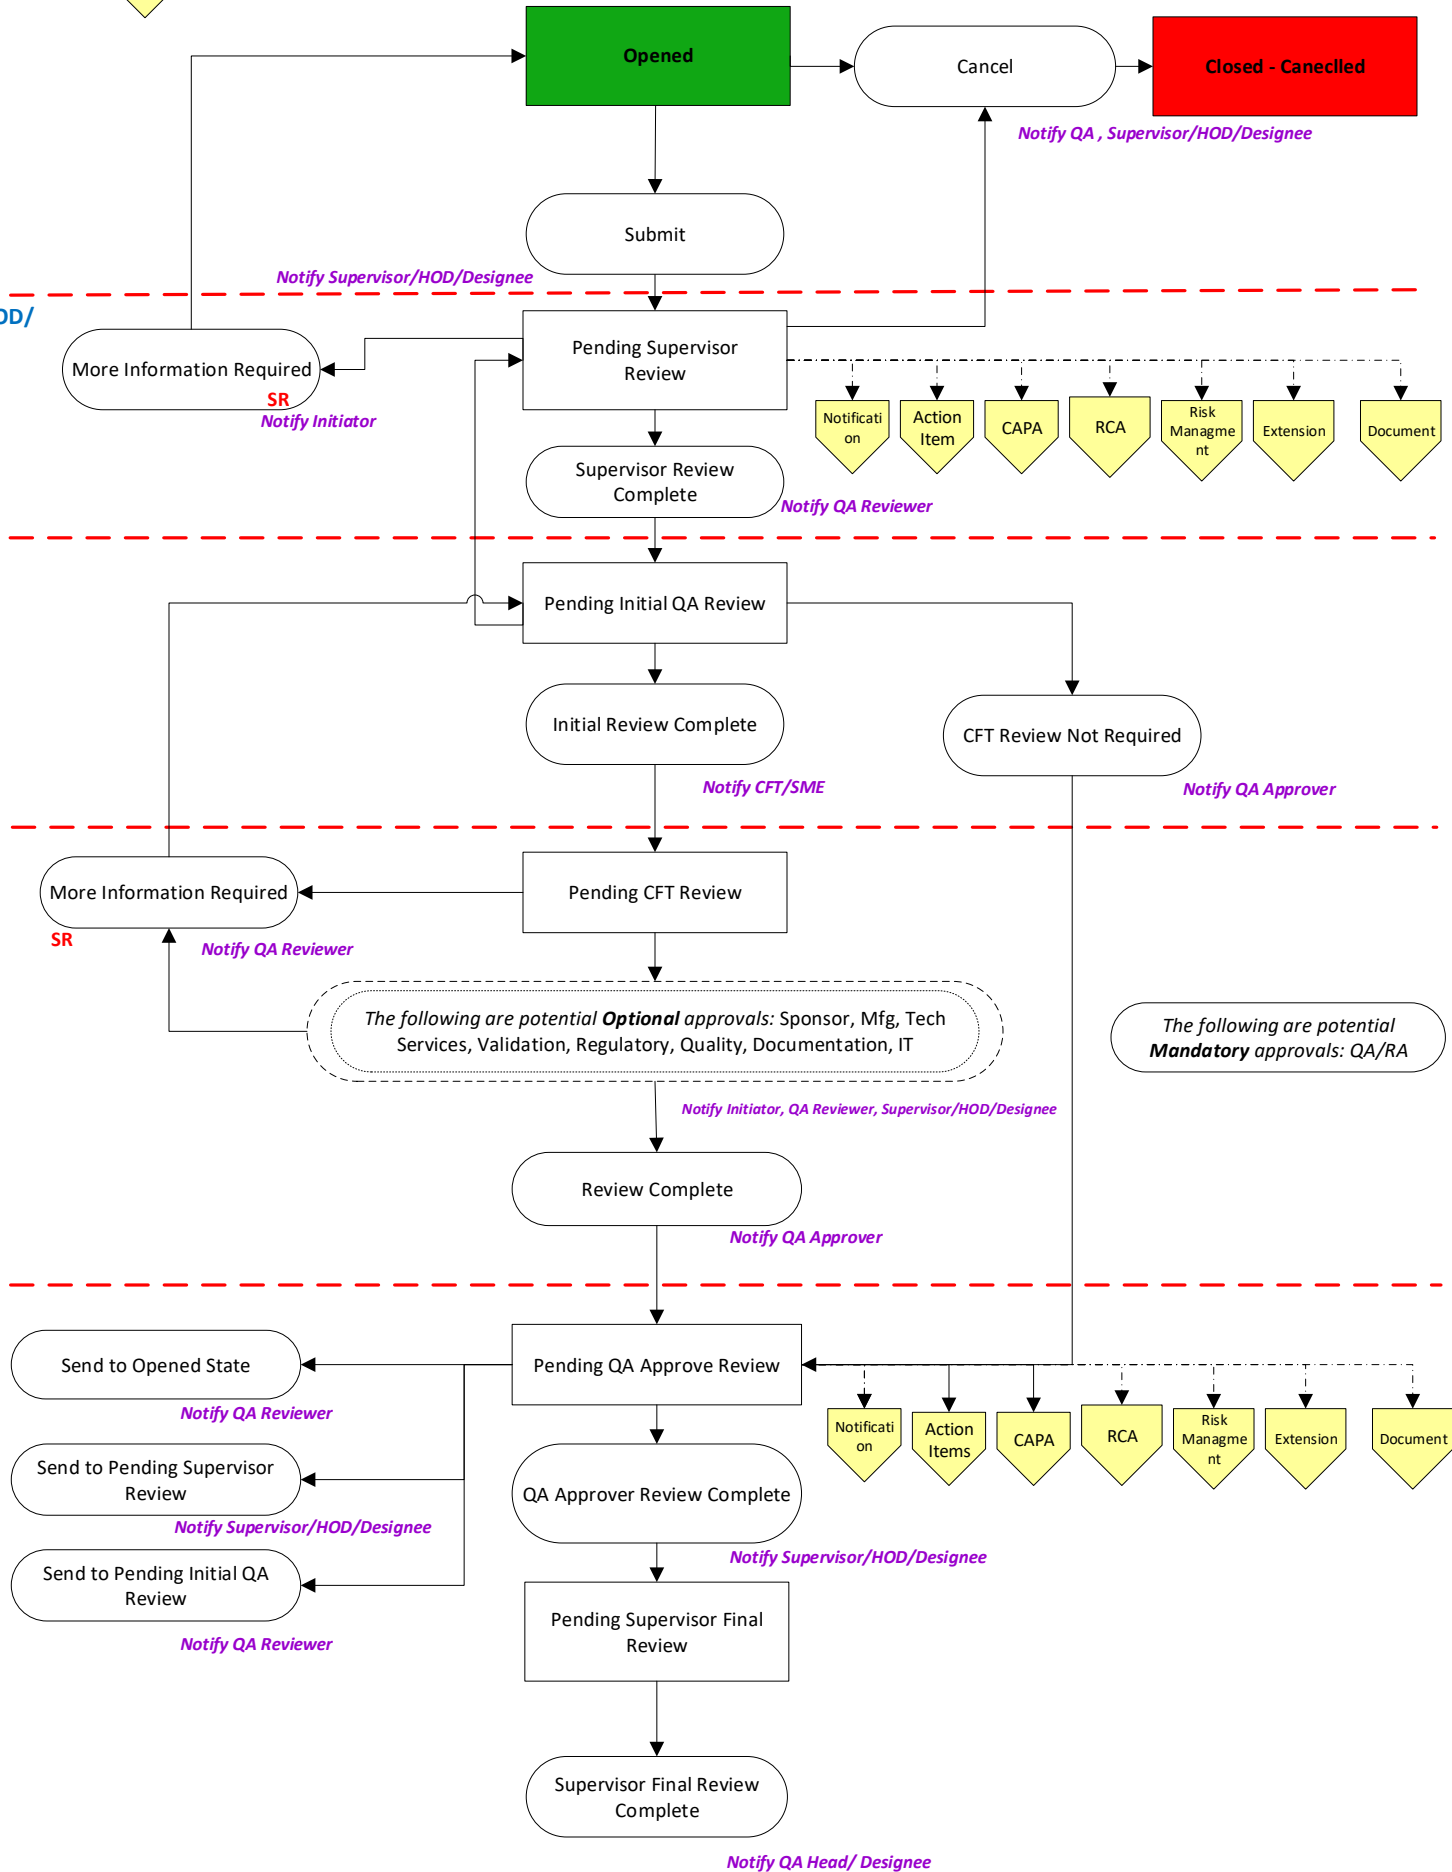 Opened
Cancel
Closed - Caneclled
Notify QA , Supervisor/HOD/Designee
Submit
Notify Supervisor/HOD/Designee
OD/
More Information Required
SR
Notify Initiator
Pending Supervisor
Review
Notificati
on
Action
Item
CAPA
RCA
Risk
Managme
nt
Extension
Document
Supervisor Review
Complete
Notify QA Reviewer
Pending Initial QA Review
Initial Review Complete
CFT Review Not Required
Notify CFT/SME
Notify QA Approver
More Information Required
SR
Notify QA Reviewer
Pending CFT Review
The following are potential Optional approvals: Sponsor, Mfg, Tech
Services, Validation, Regulatory, Quality, Documentation, IT
The following are potential
Mandatory approvals: QA/RA
Notify Initiator, QA Reviewer, Supervisor/HOD/Designee
Review Complete
Notify QA Approver
Send to Opened State
Notify QA Reviewer
Pending QA Approve Review
Notificati
on
Action
Items
CAPA
RCA
Risk
Managme
nt
Extension
Document
Send to Pending Supervisor
Review
Notify Supervisor/HOD/Designee
QA Approver Review Complete
Notify Supervisor/HOD/Designee
Send to Pending Initial QA
Review
Notify QA Reviewer
Pending Supervisor Final
Review
Supervisor Final Review
Complete
Notify QA Head/ Designee